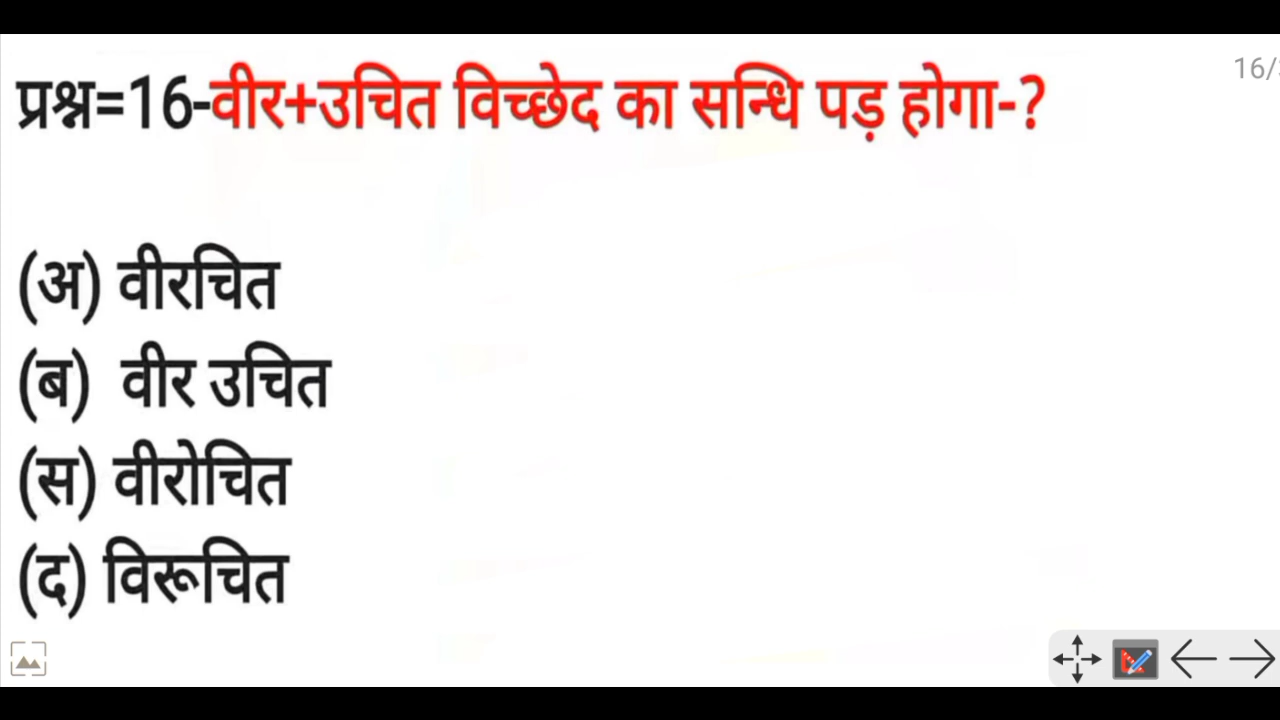 16/
प्रश्न=16-वीर+उचित विच्छेद का सन्धि पड़ होगा-?
(अ) वीरचित
(ब) वीर उचित
(स) वीरोचित
(द) विरूचित